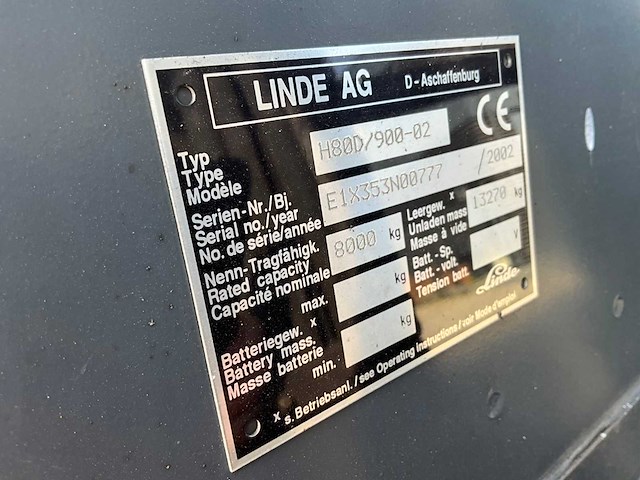 LINDE AG D-Aschaffenburg
CE
Typ
Type
Modèle
H80D/900-02
Serien-Nr./Bj.
Serial no./year
No. de série/année
E1X353N00777 /2002
Nenn-Tragfähigk.
Rated capacity
Capacité nominale
8000 kg
Leergew. x
Unladen mass
Masse à vide
13270 kg
Batt.-Sp.
Batt.-volt.
Tension batt.
V
max.
kg
Batteriegew. x
Battery mass.
Masse batterie
min.
kg
Linde
x s. Betriebsanl./see Operating Instructions/voir Mode d'emploi